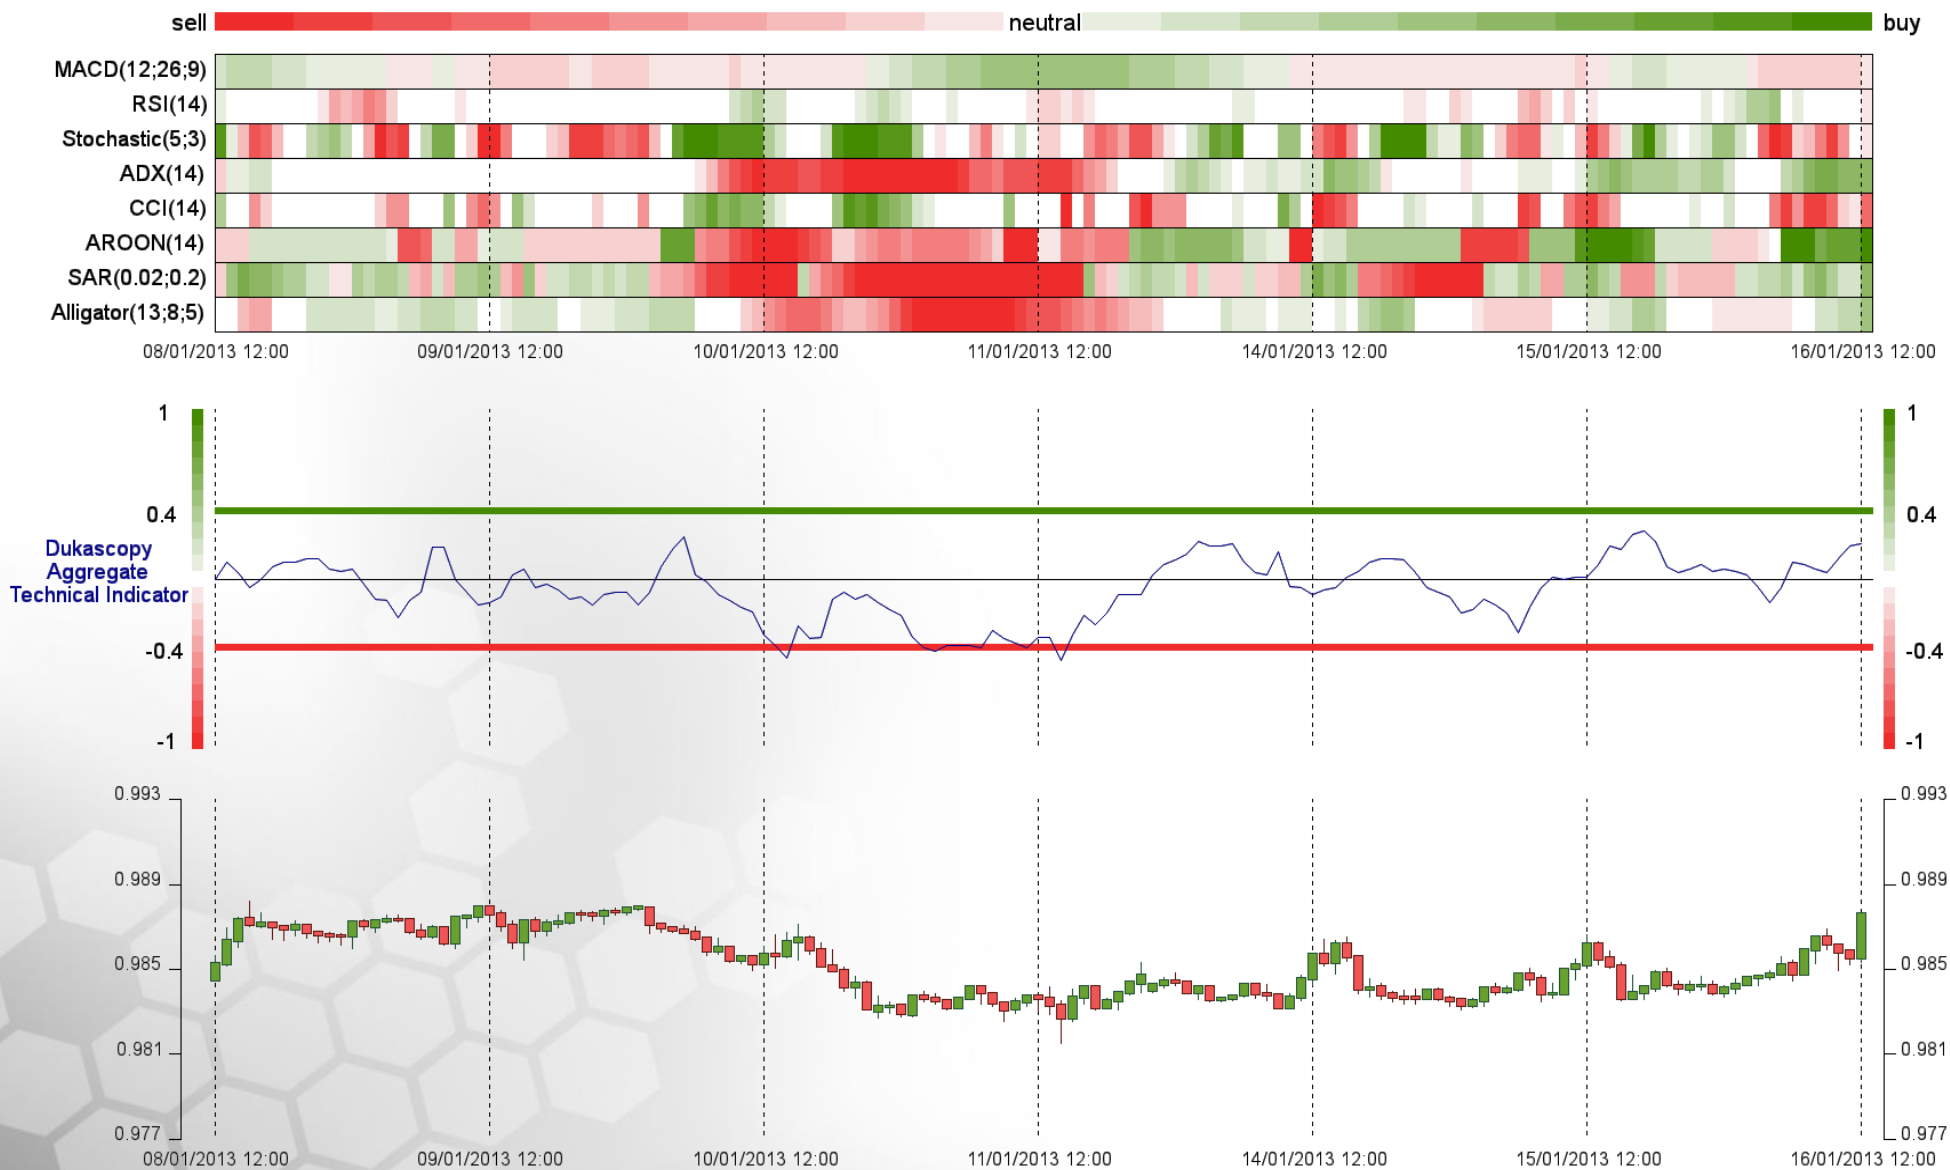 sell neutral buy
MACD(12;26;9)
RSI(14)
Stochastic(5;3)
ADX(14)
CCI(14)
AROON(14)
SAR(0.02;0.2)
Alligator(13;8;5)
08/01/2013 12:00 09/01/2013 12:00 10/01/2013 12:00 11/01/2013 12:00 14/01/2013 12:00 15/01/2013 12:00 16/01/2013 12:00
1 1
0.4 0.4
Dukascopy
Aggregate
Technical Indicator
-0.4 -0.4
-1 -1
0.993 0.993
0.989 0.989
0.985 0.985
0.981 0.981
0.977 0.977
08/01/2013 12:00 09/01/2013 12:00 10/01/2013 12:00 11/01/2013 12:00 14/01/2013 12:00 15/01/2013 12:00 16/01/2013 12:00